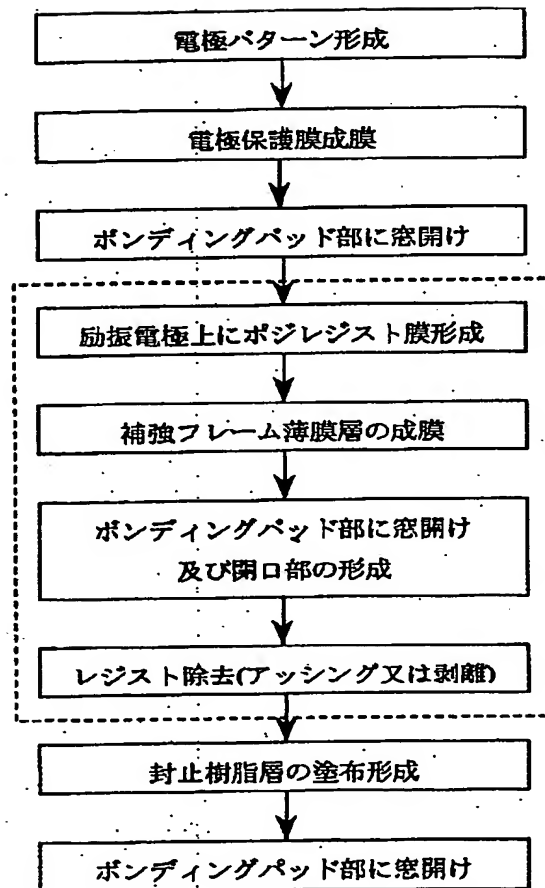 電極パターン形成
電極保護膜成膜
ボンディングパッド部に窓開け
励振電極上にポジレジスト膜形成
補強フレーム薄膜層の成膜
ボンディングパッド部に窓開け
及び開口部の形成
レジスト除去(アッシング又は剥離)
封止樹脂層の塗布形成
ボンディングパッド部に窓開け